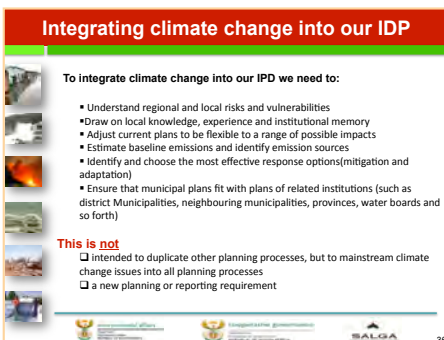 Integrating climate change into our IDP
To integrate climate change into our IPD we need to:
▪ Understand regional and local risks and vulnerabilities
▪Draw on local knowledge, experience and institutional memory
▪ Adjust current plans to be flexible to a range of possible impacts
▪ Estimate baseline emissions and identify emission sources
▪ Identify and choose the most effective response options(mitigation and
adaptation)
▪ Ensure that municipal plans fit with plans of related institutions (such as
district Municipalities, neighbouring municipalities, provinces, water boards and
so forth)
This is not
❑ intended to duplicate other planning processes, but to mainstream climate
change issues into all planning processes
❑ a new planning or reporting requirement
environmental affairs
cooperative governance
SALGA